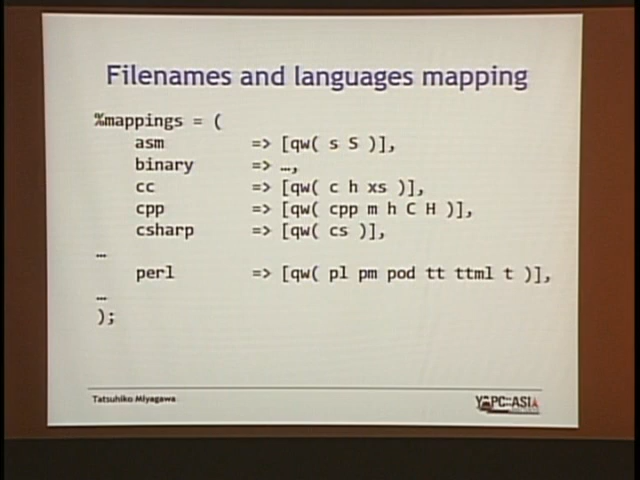 Filenames and languages mapping
%mappings = (
asm => [qw( s S )],
binary => …,
cc => [qw( c h xs )],
cpp => [qw( cpp m h C H )],
csharp => [qw( cs )],
…
perl => [qw( pl pm pod tt ttml t )],
…
);
Tatsuhiko Miyagawa
YAPC::ASIA